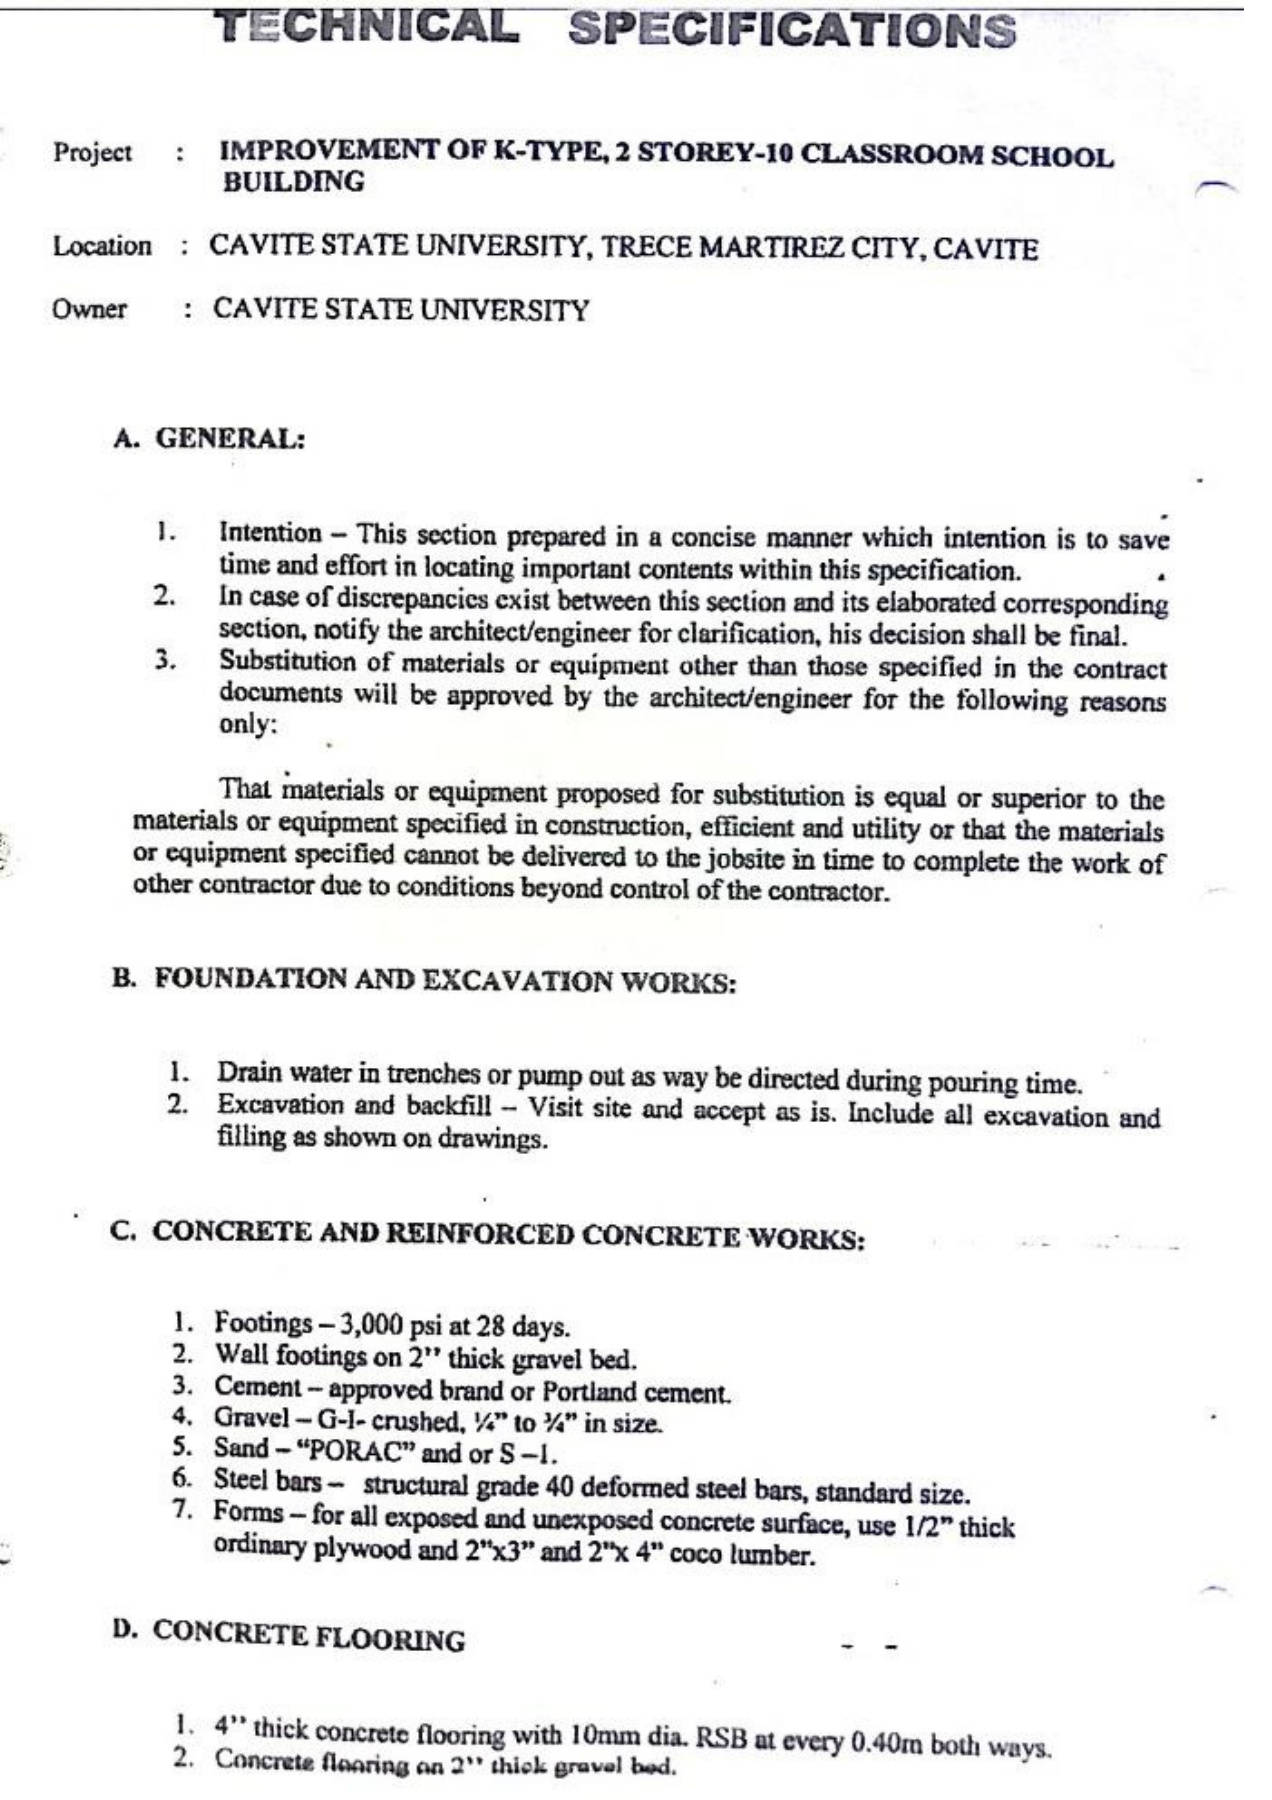 TECHNICAL SPECIFICATIONS
Project : IMPROVEMENT OF K-TYPE, 2 STOREY-10 CLASSROOM SCHOOL
BUILDING
Location : CAVITE STATE UNIVERSITY, TRECE MARTIREZ CITY, CAVITE
Owner : CAVITE STATE UNIVERSITY
A. GENERAL:
1. Intention – This section prepared in a concise manner which intention is to save
time and effort in locating important contents within this specification.
2. In case of discrepancies exist between this section and its elaborated corresponding
section, notify the architect/engineer for clarification, his decision shall be final.
3. Substitution of materials or equipment other than those specified in the contract
documents will be approved by the architect/engineer for the following reasons
only:
That materials or equipment proposed for substitution is equal or superior to the
materials or equipment specified in construction, efficient and utility or that the materials
or equipment specified cannot be delivered to the jobsite in time to complete the work of
other contractor due to conditions beyond control of the contractor.
B. FOUNDATION AND EXCAVATION WORKS:
1. Drain water in trenches or pump out as way be directed during pouring time.
2. Excavation and backfill – Visit site and accept as is. Include all excavation and
filling as shown on drawings.
C. CONCRETE AND REINFORCED CONCRETE WORKS:
1. Footings – 3,000 psi at 28 days.
2. Wall footings on 2'' thick gravel bed.
3. Cement – approved brand or Portland cement.
4. Gravel – G-I- crushed, ¼” to ¾” in size.
5. Sand – “PORAC” and or S –1.
6. Steel bars – structural grade 40 deformed steel bars, standard size.
7. Forms – for all exposed and unexposed concrete surface, use 1/2” thick
ordinary plywood and 2"x3” and 2"x 4” coco lumber.
D. CONCRETE FLOORING
1. 4'' thick concrete flooring with 10mm dia. RSB at every 0.40m both ways.
2. Concrete flooring on 2'' thick gravel bed.